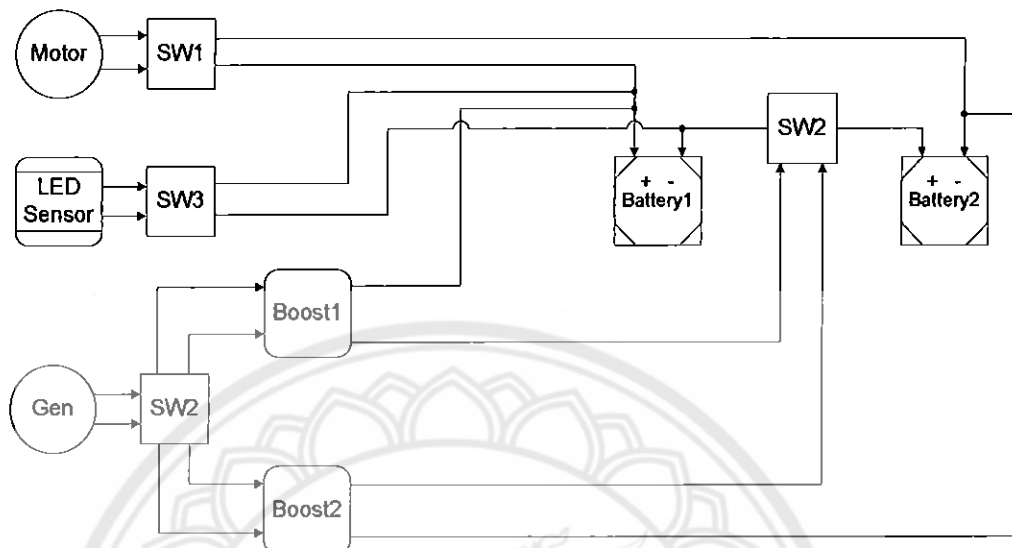 Motor
SW1
SW2
LED
Sensor
SW3
+ -
Battery1
+ -
Battery2
Boost1
Gen
SW2
Boost2